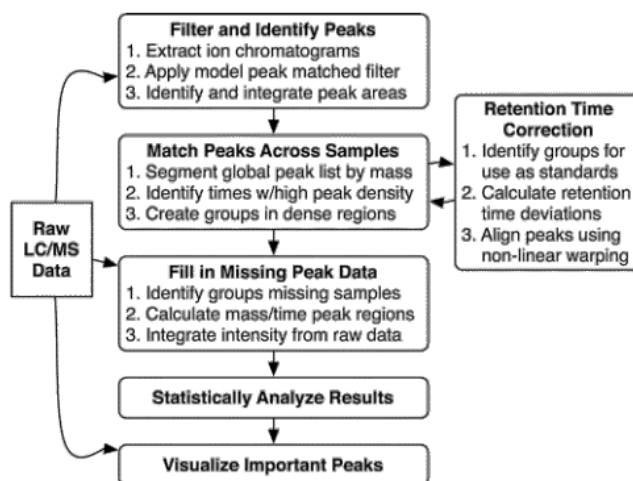 Filter and Identify Peaks
1. Extract ion chromatograms
2. Apply model peak matched filter
3. Identify and integrate peak areas
Match Peaks Across Samples
1. Segment global peak list by mass
2. Identify times w/high peak density
3. Create groups in dense regions
Retention Time
Correction
1. Identify groups for
use as standards
2. Calculate retention
time deviations
3. Align peaks using
non-linear warping
Raw
LC/MS
Data
Fill in Missing Peak Data
1. Identify groups missing samples
2. Calculate mass/time peak regions
3. Integrate intensity from raw data
Statistically Analyze Results
Visualize Important Peaks